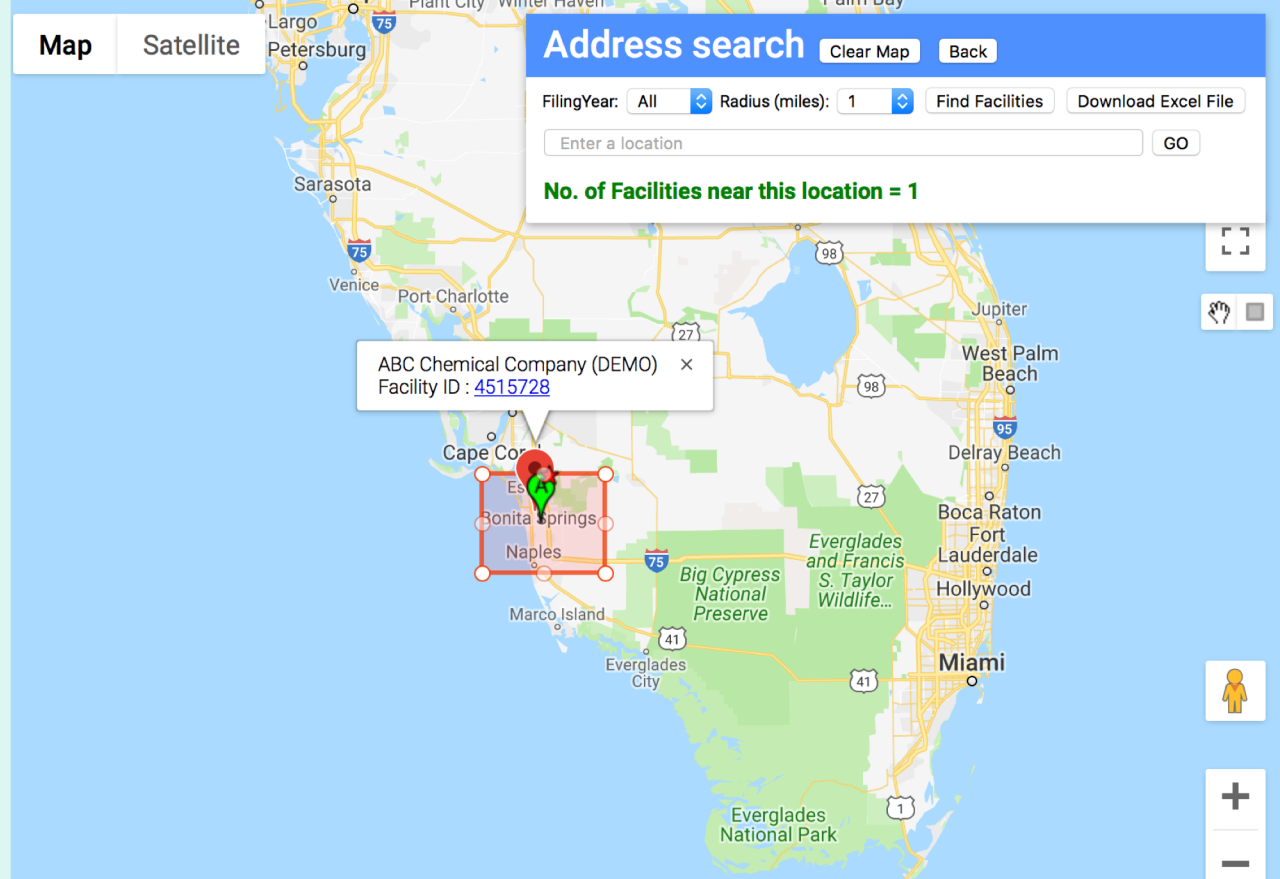 Plant City
Winter Haven
Palm Bay
Map
Satellite
Largo
75
Petersburg
Address search
Clear Map
Back
FilingYear:
All
Radius (miles):
1
Find Facilities
Download Excel File
Enter a location
GO
No. of Facilities near this location = 1
Sarasota
75
Venice
98
Port Charlotte
Jupiter
27
West Palm
Beach
ABC Chemical Company (DEMO)
×
Facility ID : 4515728
98
95
Cape Cor
Delray Beach
Es
A
27
Boca Raton
Bonita Springs
Fort
Lauderdale
Everglades
and Francis
S. Taylor
Wildlife...
Naples
75
Big Cypress
National
Preserve
Hollywood
Marco Island
41
Everglades
City
Miami
41
1
Everglades
National Park